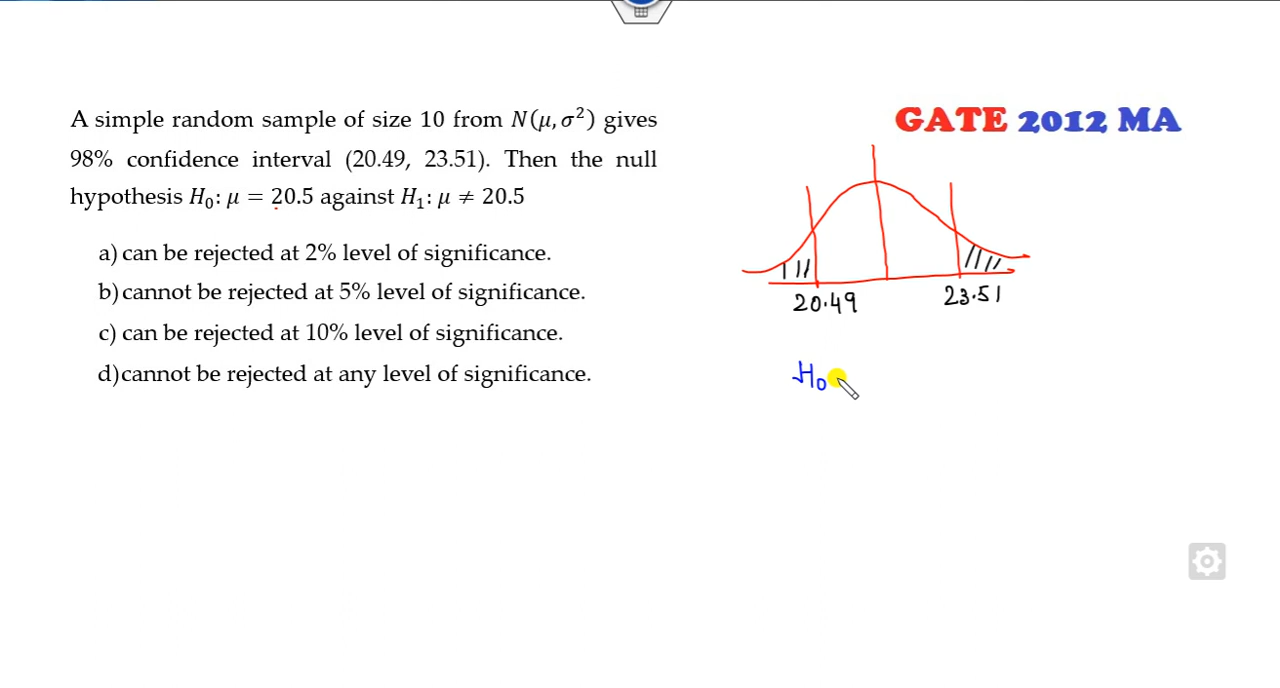 GATE 2012 MA
A simple random sample of size 10 from N(μ, σ²) gives
98% confidence interval (20.49, 23.51). Then the null
hypothesis H₀: μ = 20.5 against H₁: μ ≠ 20.5
a) can be rejected at 2% level of significance.
b) cannot be rejected at 5% level of significance.
c) can be rejected at 10% level of significance.
d) cannot be rejected at any level of significance.
20.49
23.51
H₀